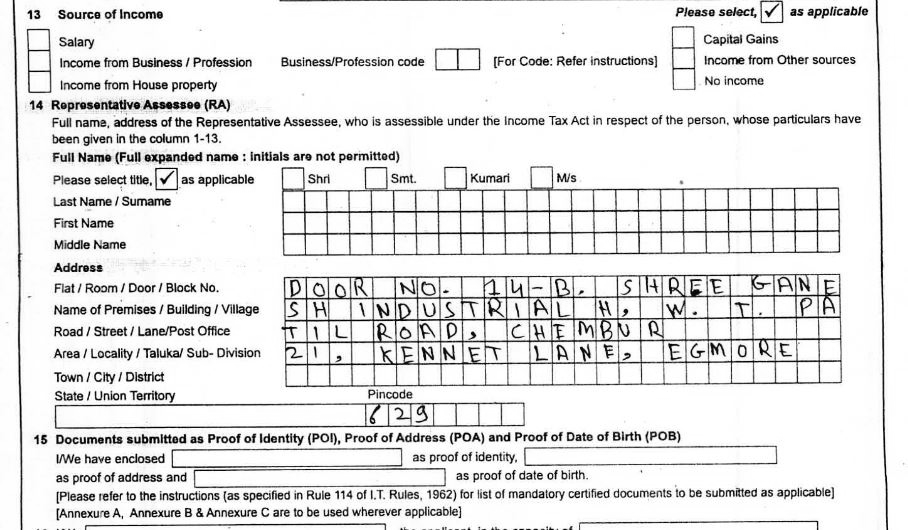 13 Source of Income Please select, ✓ as applicable
Salary Capital Gains
Income from Business / Profession Business/Profession code [For Code: Refer instructions] Income from Other sources
Income from House property No income
14 Representative Assessee (RA)
Full name, address of the Representative Assessee, who is assessible under the Income Tax Act in respect of the person, whose particulars have
been given in the column 1-13.
Full Name (Full expanded name : initials are not permitted)
Please select title, ✓ as applicable Shri Smt. Kumari M/s
Last Name / Surname
First Name
Middle Name
Address
Flat / Room / Door / Block No. DOOR NO. 14-B. SHREE GANE
Name of Premises / Building / Village SH INDUSTRIAL H, W. T. PA
Road / Street / Lane/Post Office TIL ROAD, CHEMBUR
Area / Locality / Taluka/ Sub- Division 21, KENNET LANE, EGMORE
Town / City / District
State / Union Territory Pincode
629
15 Documents submitted as Proof of Identity (POI), Proof of Address (POA) and Proof of Date of Birth (POB)
I/We have enclosed as proof of identity,
as proof of address and as proof of date of birth.
[Please refer to the instructions (as specified in Rule 114 of I.T. Rules, 1962) for list of mandatory certified documents to be submitted as applicable]
[Annexure A, Annexure B & Annexure C are to be used wherever applicable]